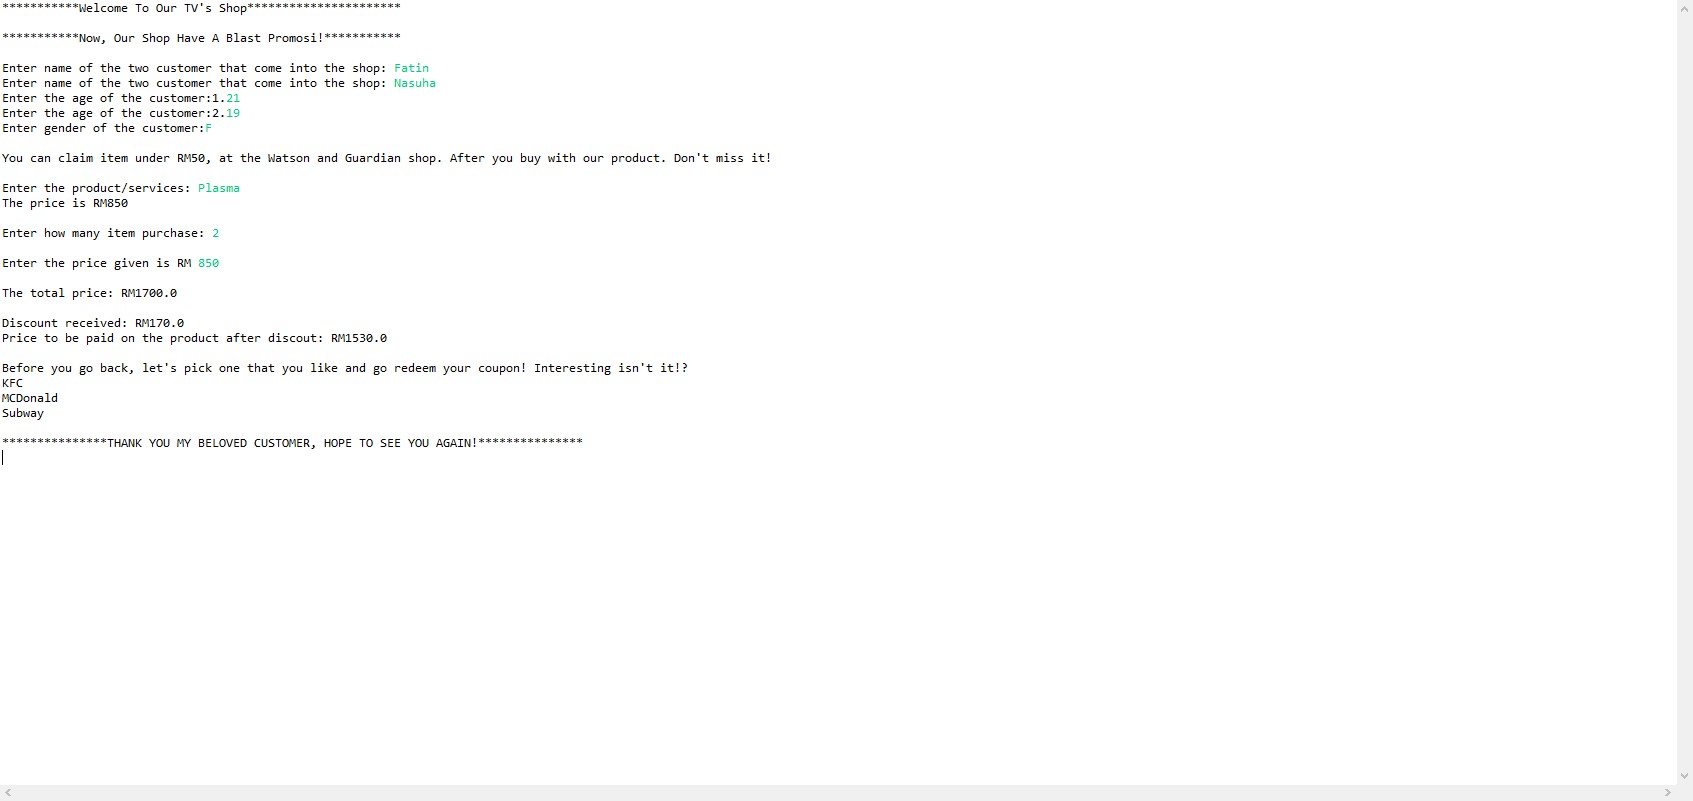 ***********Welcome To Our TV's Shop**********************
***********Now, Our Shop Have A Blast Promosi!***********
Enter name of the two customer that come into the shop: Fatin
Enter name of the two customer that come into the shop: Nasuha
Enter the age of the customer:1.21
Enter the age of the customer:2.19
Enter gender of the customer:F
You can claim item under RM50, at the Watson and Guardian shop. After you buy with our product. Don't miss it!
Enter the product/services: Plasma
The price is RM850
Enter how many item purchase: 2
Enter the price given is RM 850
The total price: RM1700.0
Discount received: RM170.0
Price to be paid on the product after discout: RM1530.0
Before you go back, let's pick one that you like and go redeem your coupon! Interesting isn't it!?
KFC
MCDonald
Subway
***************THANK YOU MY BELOVED CUSTOMER, HOPE TO SEE YOU AGAIN!***************